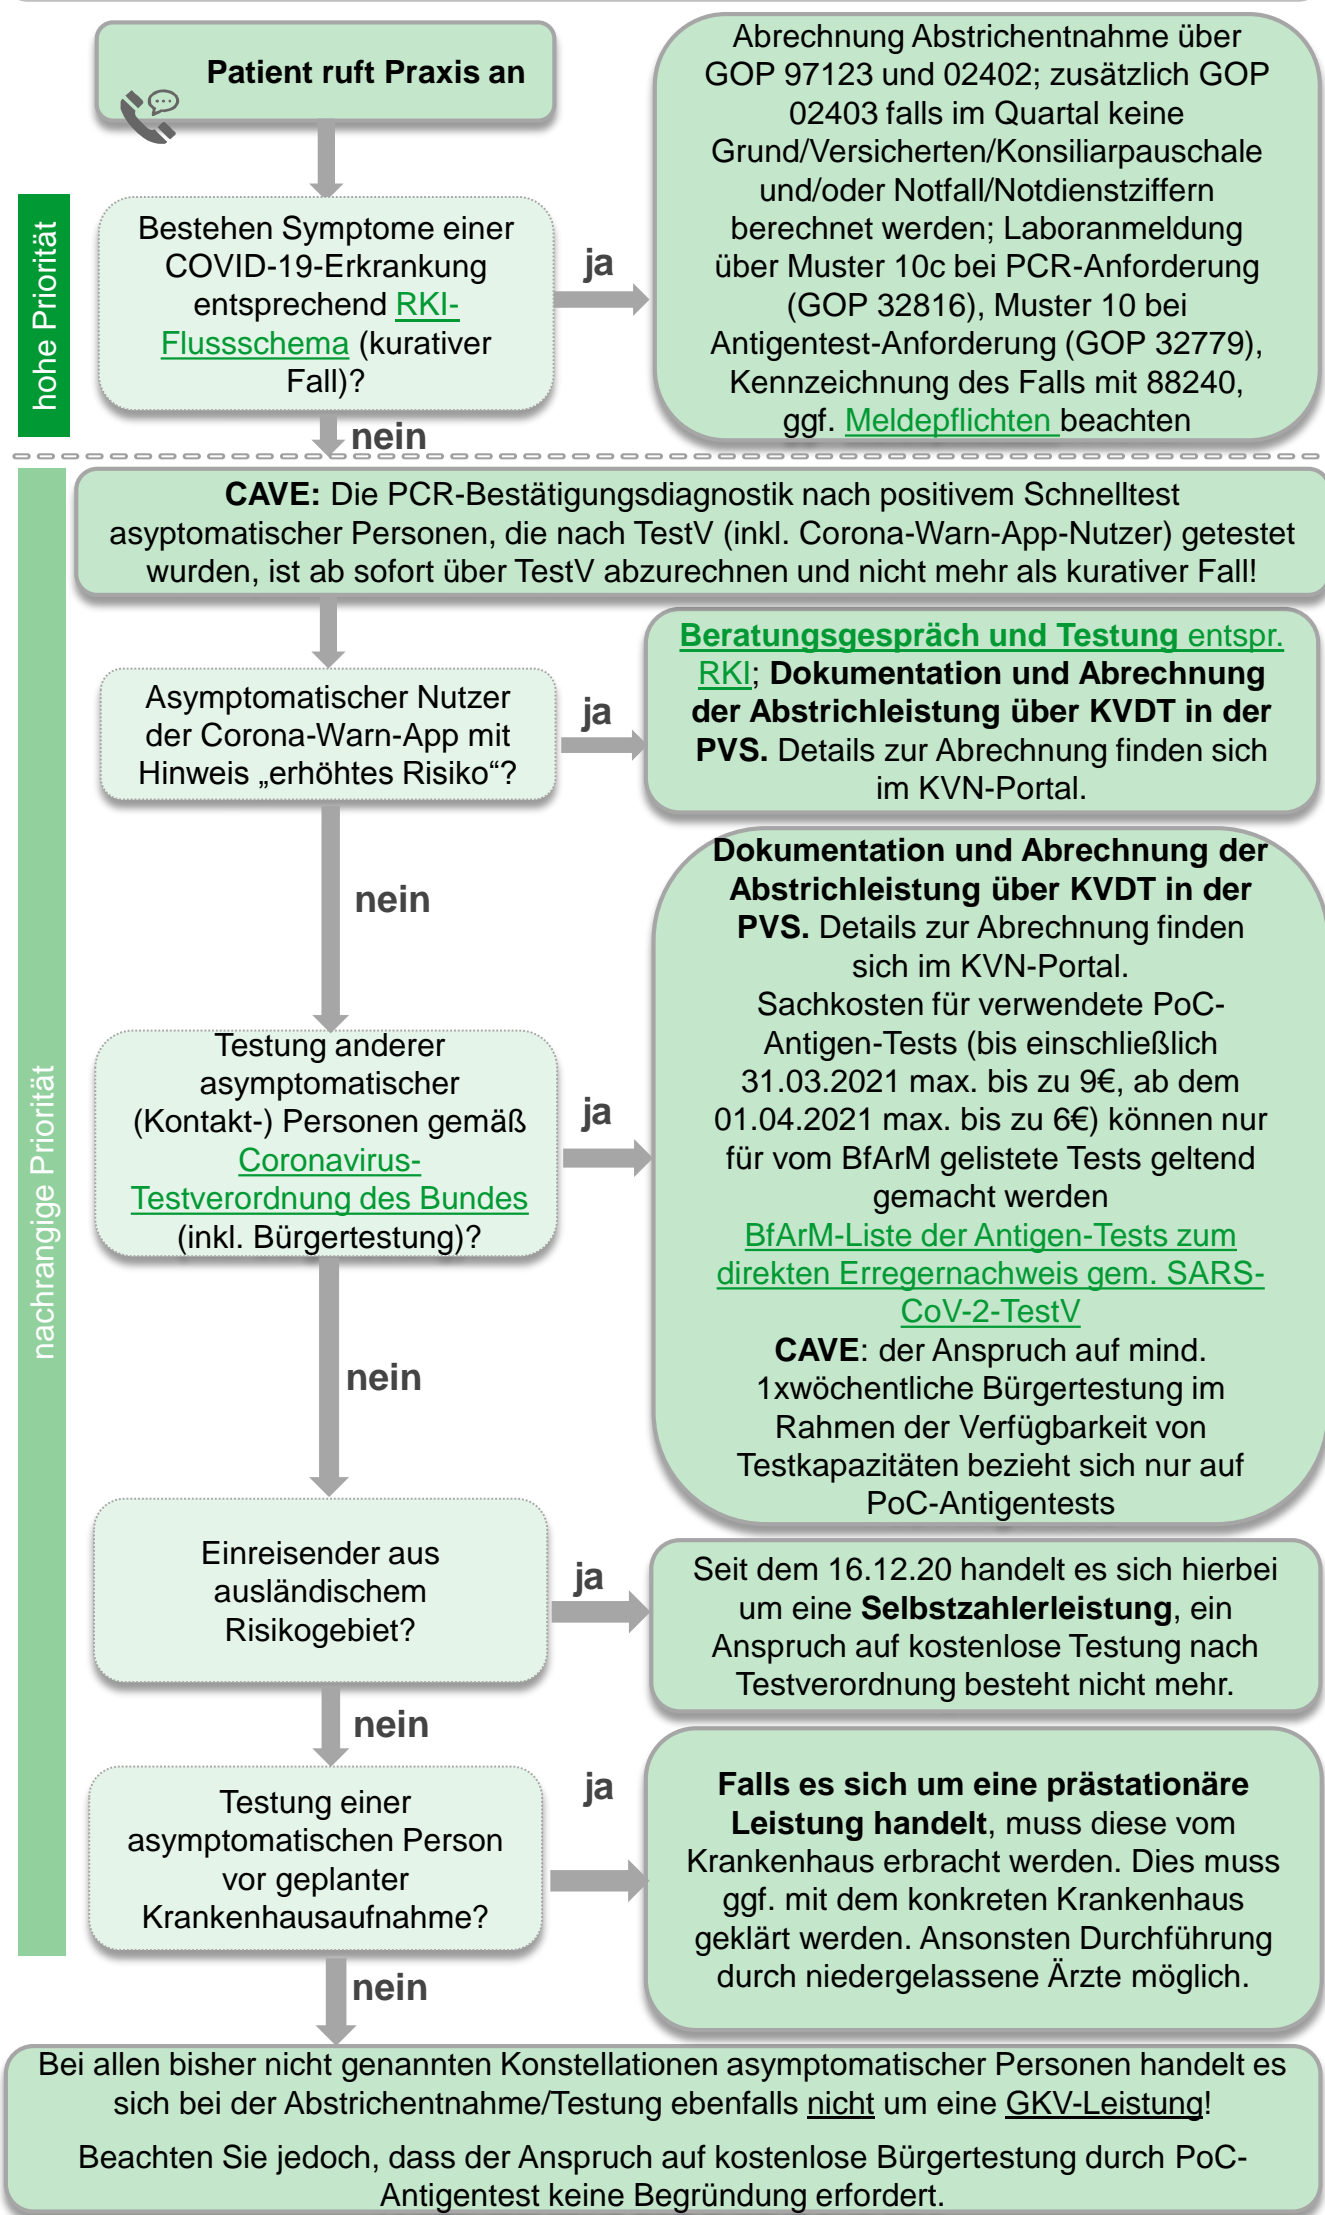 Patient ruft Praxis an
Abrechnung Abstrichentnahme über
GOP 97123 und 02402; zusätzlich GOP
02403 falls im Quartal keine
Grund/Versicherten/Konsiliarpauschale
und/oder Notfall/Notdienstziffern
berechnet werden; Laboranmeldung
über Muster 10c bei PCR-Anforderung
(GOP 32816), Muster 10 bei
Antigentest-Anforderung (GOP 32779),
Kennzeichnung des Falls mit 88240,
ggf. Meldepflichten beachten
hohe Priorität
Bestehen Symptome einer
COVID-19-Erkrankung
entsprechend RKI-
Flussschema (kurativer
Fall)?
ja
nein
CAVE: Die PCR-Bestätigungsdiagnostik nach positivem Schnelltest
asyptomatischer Personen, die nach TestV (inkl. Corona-Warn-App-Nutzer) getestet
wurden, ist ab sofort über TestV abzurechnen und nicht mehr als kurativer Fall!
nachrangige Priorität
Asymptomatischer Nutzer
der Corona-Warn-App mit
Hinweis „erhöhtes Risiko“?
ja
Beratungsgespräch und Testung entspr.
RKI; Dokumentation und Abrechnung
der Abstrichleistung über KVDT in der
PVS. Details zur Abrechnung finden sich
im KVN-Portal.
nein
Testung anderer
asymptomatischer
(Kontakt-) Personen gemäß
Coronavirus-
Testverordnung des Bundes
(inkl. Bürgertestung)?
ja
Dokumentation und Abrechnung der
Abstrichleistung über KVDT in der
PVS. Details zur Abrechnung finden
sich im KVN-Portal.
Sachkosten für verwendete PoC-
Antigen-Tests (bis einschließlich
31.03.2021 max. bis zu 9€, ab dem
01.04.2021 max. bis zu 6€) können nur
für vom BfArM gelistete Tests geltend
gemacht werden
BfArM-Liste der Antigen-Tests zum
direkten Erregernachweis gem. SARS-
CoV-2-TestV
CAVE: der Anspruch auf mind.
1xwöchentliche Bürgertestung im
Rahmen der Verfügbarkeit von
Testkapazitäten bezieht sich nur auf
PoC-Antigentests
nein
Einreisender aus
ausländischem
Risikogebiet?
ja
Seit dem 16.12.20 handelt es sich hierbei
um eine Selbstzahlerleistung, ein
Anspruch auf kostenlose Testung nach
Testverordnung besteht nicht mehr.
nein
Testung einer
asymptomatischen Person
vor geplanter
Krankenhausaufnahme?
ja
Falls es sich um eine prästationäre
Leistung handelt, muss diese vom
Krankenhaus erbracht werden. Dies muss
ggf. mit dem konkreten Krankenhaus
geklärt werden. Ansonsten Durchführung
durch niedergelassene Ärzte möglich.
nein
Bei allen bisher nicht genannten Konstellationen asymptomatischer Personen handelt es
sich bei der Abstrichentnahme/Testung ebenfalls nicht um eine GKV-Leistung!
Beachten Sie jedoch, dass der Anspruch auf kostenlose Bürgertestung durch PoC-
Antigentest keine Begründung erfordert.